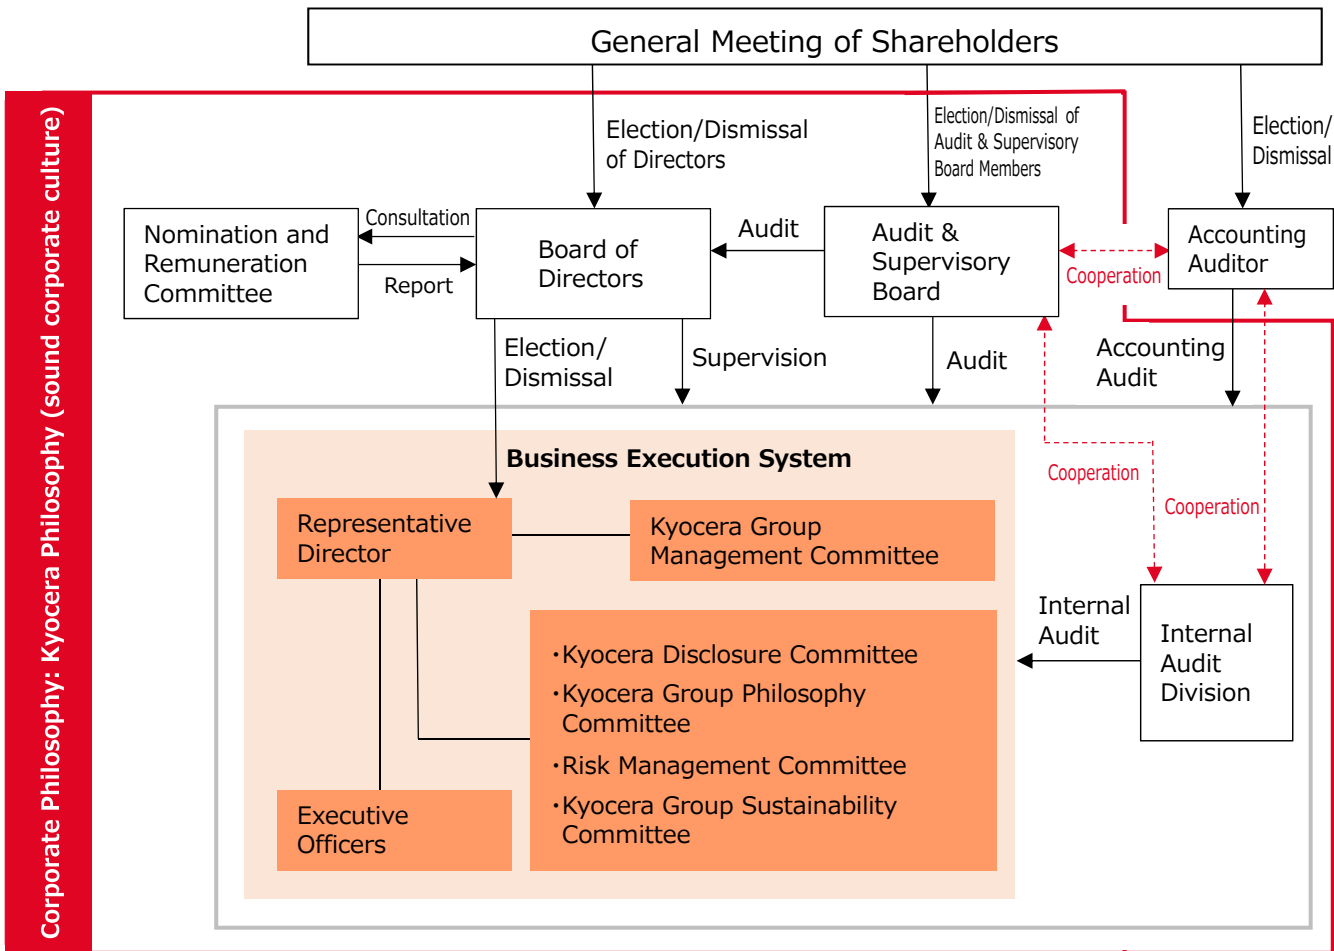 General Meeting of Shareholders
Corporate Philosophy: Kyocera Philosophy (sound corporate culture)
Election/Dismissal
of Directors
Election/Dismissal of
Audit & Supervisory
Board Members
Election/
Dismissal
Nomination and
Remuneration
Committee
Consultation
Report
Board of
Directors
Audit
Audit &
Supervisory
Board
Cooperation
Accounting
Auditor
Election/
Dismissal
Supervision
Audit
Accounting
Audit
Business Execution System
Cooperation
Cooperation
Representative
Director
Kyocera Group
Management Committee
Internal
Audit
Internal
Audit
Division
・Kyocera Disclosure Committee
・Kyocera Group Philosophy
Committee
・Risk Management Committee
・Kyocera Group Sustainability
Committee
Executive
Officers